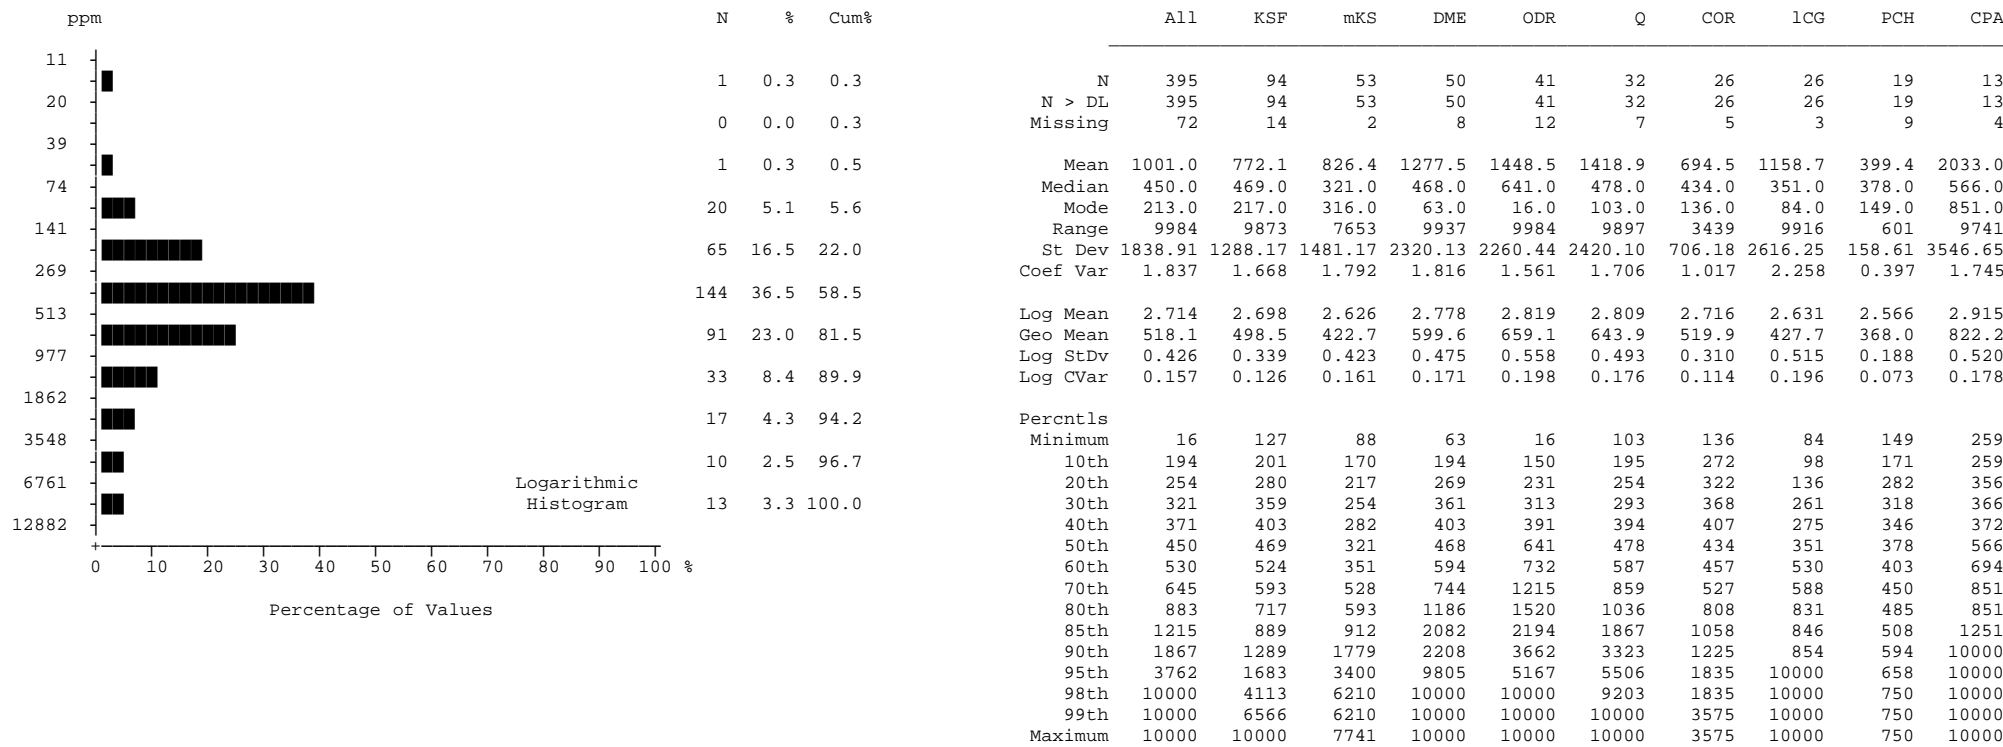 ppm N % Cum%
11
1 0.3 0.3
20
0 0.0 0.3
39
1 0.3 0.5
74
20 5.1 5.6
141
65 16.5 22.0
269
144 36.5 58.5
513
91 23.0 81.5
977
33 8.4 89.9
1862
17 4.3 94.2
3548
10 2.5 96.7
6761 Logarithmic
Histogram 13 3.3 100.0
12882
0 10 20 30 40 50 60 70 80 90 100 %
Percentage of Values
All KSF mKS DME ODR Q COR lCG PCH CPA
N 395 94 53 50 41 32 26 26 19 13
N > DL 395 94 53 50 41 32 26 26 19 13
Missing 72 14 2 8 12 7 5 3 9 4
Mean 1001.0 772.1 826.4 1277.5 1448.5 1418.9 694.5 1158.7 399.4 2033.0
Median 450.0 469.0 321.0 468.0 641.0 478.0 434.0 351.0 378.0 566.0
Mode 213.0 217.0 316.0 63.0 16.0 103.0 136.0 84.0 149.0 851.0
Range 9984 9873 7653 9937 9984 9897 3439 9916 601 9741
St Dev 1838.91 1288.17 1481.17 2320.13 2260.44 2420.10 706.18 2616.25 158.61 3546.65
Coef Var 1.837 1.668 1.792 1.816 1.561 1.706 1.017 2.258 0.397 1.745
Log Mean 2.714 2.698 2.626 2.778 2.819 2.809 2.716 2.631 2.566 2.915
Geo Mean 518.1 498.5 422.7 599.6 659.1 643.9 519.9 427.7 368.0 822.2
Log StDv 0.426 0.339 0.423 0.475 0.558 0.493 0.310 0.515 0.188 0.520
Log CVar 0.157 0.126 0.161 0.171 0.198 0.176 0.114 0.196 0.073 0.178
Percntls
Minimum 16 127 88 63 16 103 136 84 149 259
10th 194 201 170 194 150 195 272 98 171 259
20th 254 280 217 269 231 254 322 136 282 356
30th 321 359 254 361 313 293 368 261 318 366
40th 371 403 282 403 391 394 407 275 346 372
50th 450 469 321 468 641 478 434 351 378 566
60th 530 524 351 594 732 587 457 530 403 694
70th 645 593 528 744 1215 859 527 588 450 851
80th 883 717 593 1186 1520 1036 808 831 485 851
85th 1215 889 912 2082 2194 1867 1058 846 508 1251
90th 1867 1289 1779 2208 3662 3323 1225 854 594 10000
95th 3762 1683 3400 9805 5167 5506 1835 10000 658 10000
98th 10000 4113 6210 10000 10000 9203 1835 10000 750 10000
99th 10000 6566 6210 10000 10000 10000 3575 10000 750 10000
Maximum 10000 10000 7741 10000 10000 10000 3575 10000 750 10000